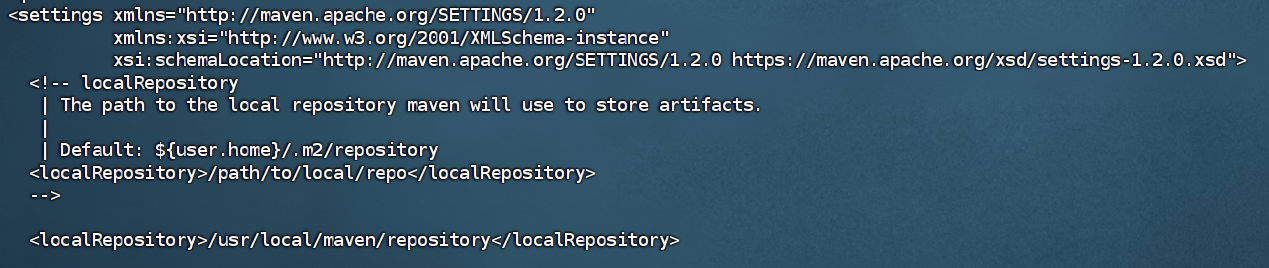 <settings xmlns="http://maven.apache.org/SETTINGS/1.2.0"
          xmlns:xsi="http://www.w3.org/2001/XMLSchema-instance"
          xsi:schemaLocation="http://maven.apache.org/SETTINGS/1.2.0 https://maven.apache.org/xsd/settings-1.2.0.xsd">
  <!-- localRepository
   | The path to the local repository maven will use to store artifacts.
   |
   | Default: ${user.home}/.m2/repository
  <localRepository>/path/to/local/repo</localRepository>
  -->

  <localRepository>/usr/local/maven/repository</localRepository>